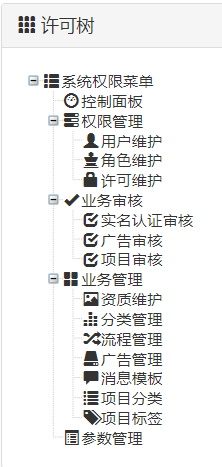 许可树
系统权限菜单
控制面板
权限管理
用户维护
角色维护
许可维护
业务审核
实名认证审核
广告审核
项目审核
业务管理
资质维护
分类管理
流程管理
广告管理
消息模板
项目分类
项目标签
参数管理